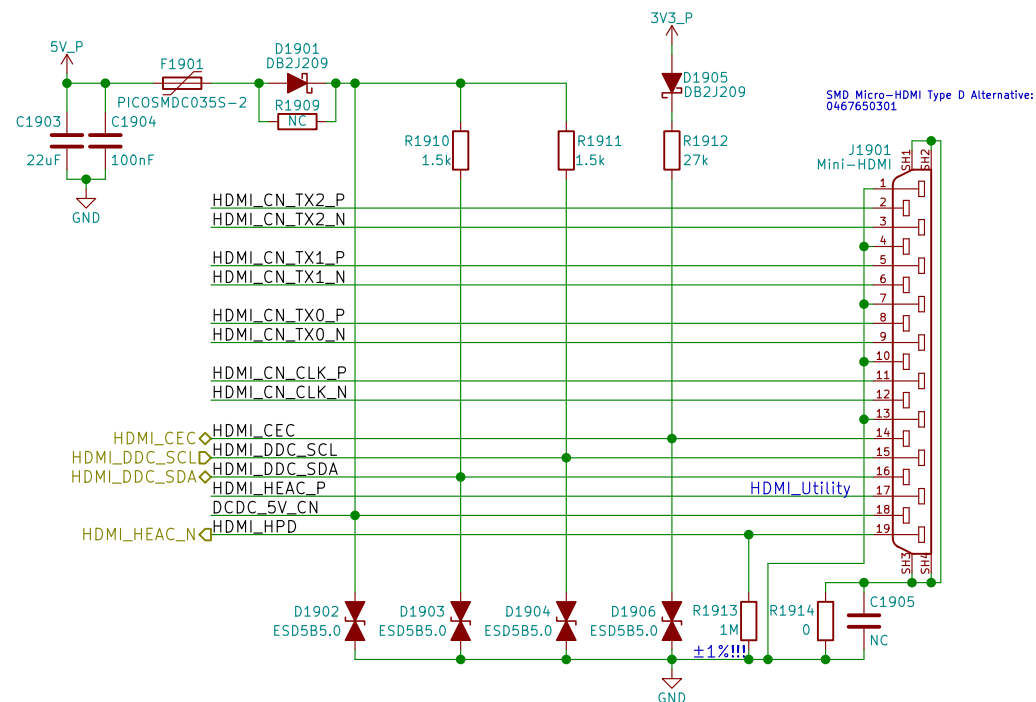 3V3_P
5V_P
D1901
DB2J209
F1901
PICOSMDC035S-2
R1909
NC
D1905
DB2J209
SMD Micro-HDMI Type D Alternative:
0467650301
C1903
22uF
C1904
100nF
GND
R1910
1.5k
R1911
1.5k
R1912
27k
J1901
Mini-HDMI
SH1
SH2
HDMI_CN_TX2_P
HDMI_CN_TX2_N
HDMI_CN_TX1_P
HDMI_CN_TX1_N
HDMI_CN_TX0_P
HDMI_CN_TX0_N
HDMI_CN_CLK_P
HDMI_CN_CLK_N
HDMI_CEC
HDMI_CEC
HDMI_DDC_SCL
HDMI_DDC_SCL
HDMI_DDC_SDA
HDMI_DDC_SDA
HDMI_HEAC_P
HDMI_Utility
DCDC_5V_CN
HDMI_HEAC_N
HDMI_HPD
1
2
3
4
5
6
7
8
9
10
11
12
13
14
15
16
17
18
19
SH3
SH4
D1902
ESD5B5.0
D1903
ESD5B5.0
D1904
ESD5B5.0
D1906
ESD5B5.0
R1913
1M
±1%!!!
R1914
0
C1905
NC
GND